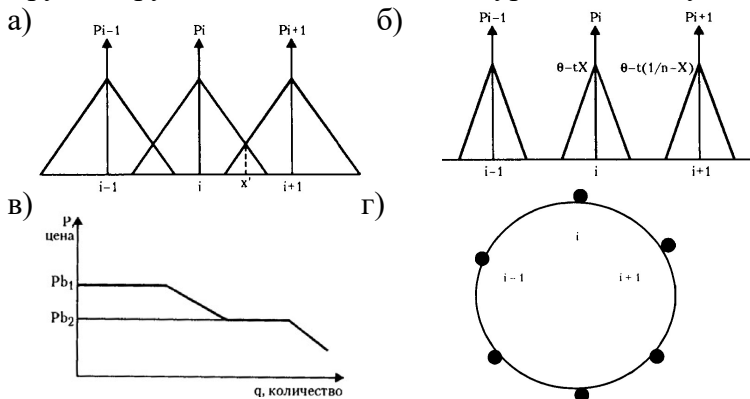 а)
Pi-1 Pi Pi+1
i-1 i x' i+1
б)
Pi-1 Pi Pi+1
θ-tX θ-t(1/n-X)
i-1 i i+1
в)
P,
цена
Pb1
Pb2
q, количество
г)
i
i-1 i+1